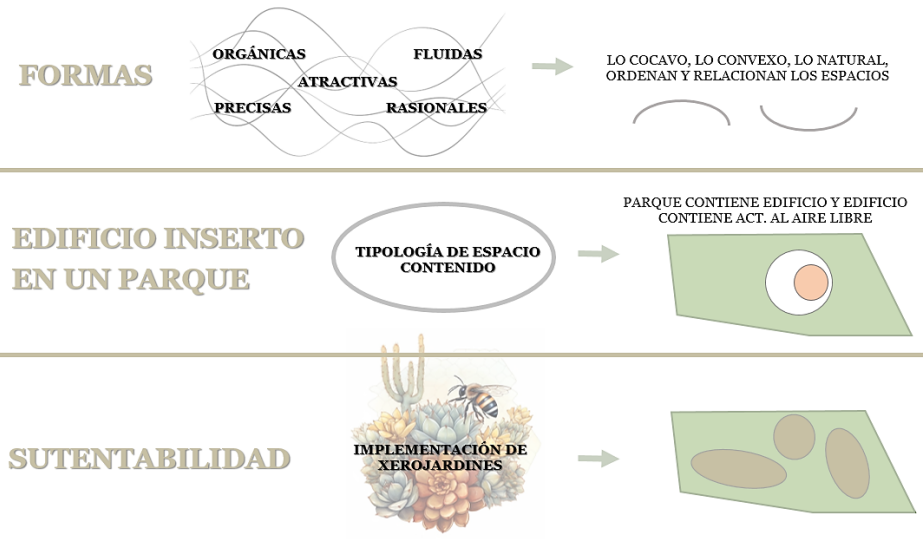 FORMAS
ORGÁNICAS
FLUIDAS
ATRACTIVAS
PRECISAS
RASIONALES
LO COCAVO, LO CONVEXO, LO NATURAL,
ORDENAN Y RELACIONAN LOS ESPACIOS
EDIFICIO INSERTO
EN UN PARQUE
TIPOLOGÍA DE ESPACIO
CONTENIDO
PARQUE CONTIENE EDIFICIO Y EDIFICIO
CONTIENE ACT. AL AIRE LIBRE
SUTENTABILIDAD
IMPLEMENTACIÓN DE
XEROJARDINES